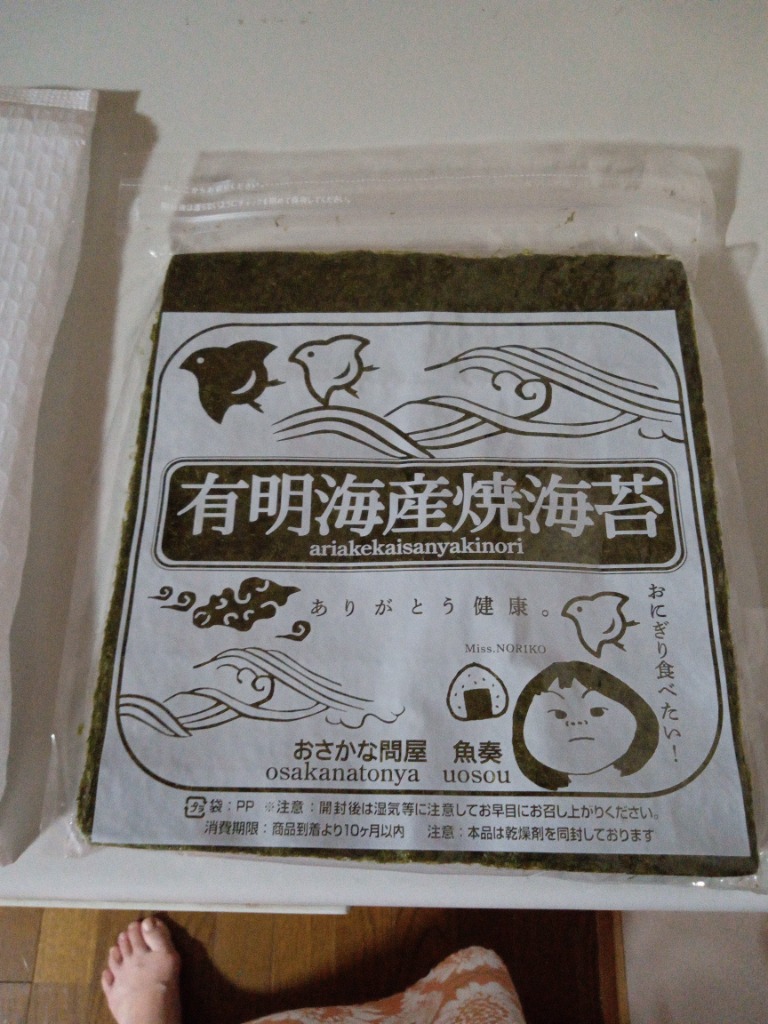 有明海産焼海苔
ariakekaisanyakinori
ありがとう健康。
おにぎり食べたい！
Miss.NORIKO
おさかな問屋 魚奏
osakanatonya uosou
プラ 袋：PP ※注意：開封後は湿気等に注意してお早目にお召し上がりください。
消費期限：商品到着より10ヶ月以内 注意：本品は乾燥剤を同封しております